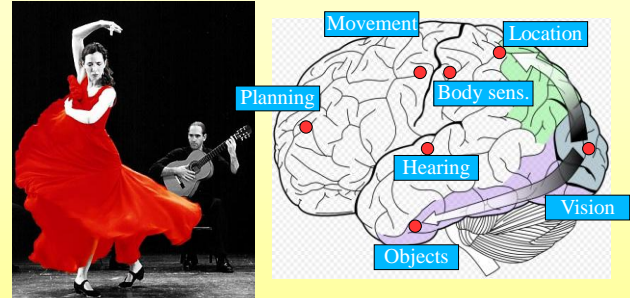 Movement
Location
Planning
Body sens.
Hearing
Vision
Objects